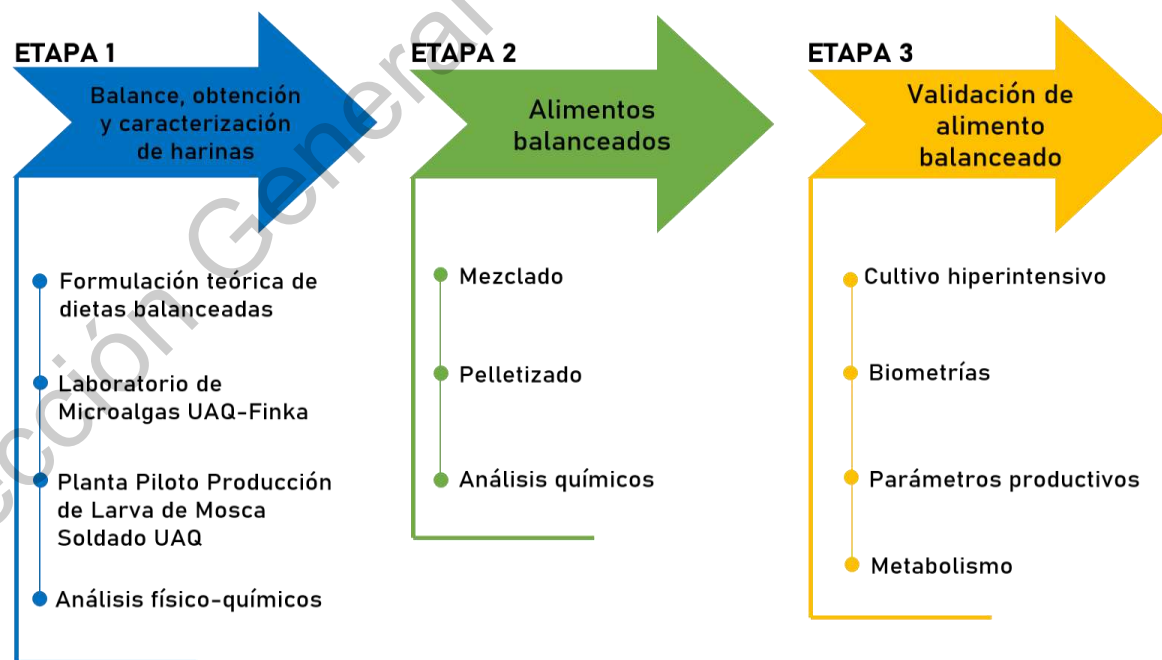 ETAPA 1
Balance, obtención
y caracterización
de harinas
Formulación teórica de
dietas balanceadas
Laboratorio de
Microalgas UAQ-Finka
Planta Piloto Producción
de Larva de Mosca
Soldado UAQ
Análisis físico-químicos
ETAPA 2
Alimentos
balanceados
Mezclado
Pelletizado
Análisis químicos
ETAPA 3
Validación de
alimento
balanceado
Cultivo hiperintensivo
Biometrías
Parámetros productivos
Metabolismo
General